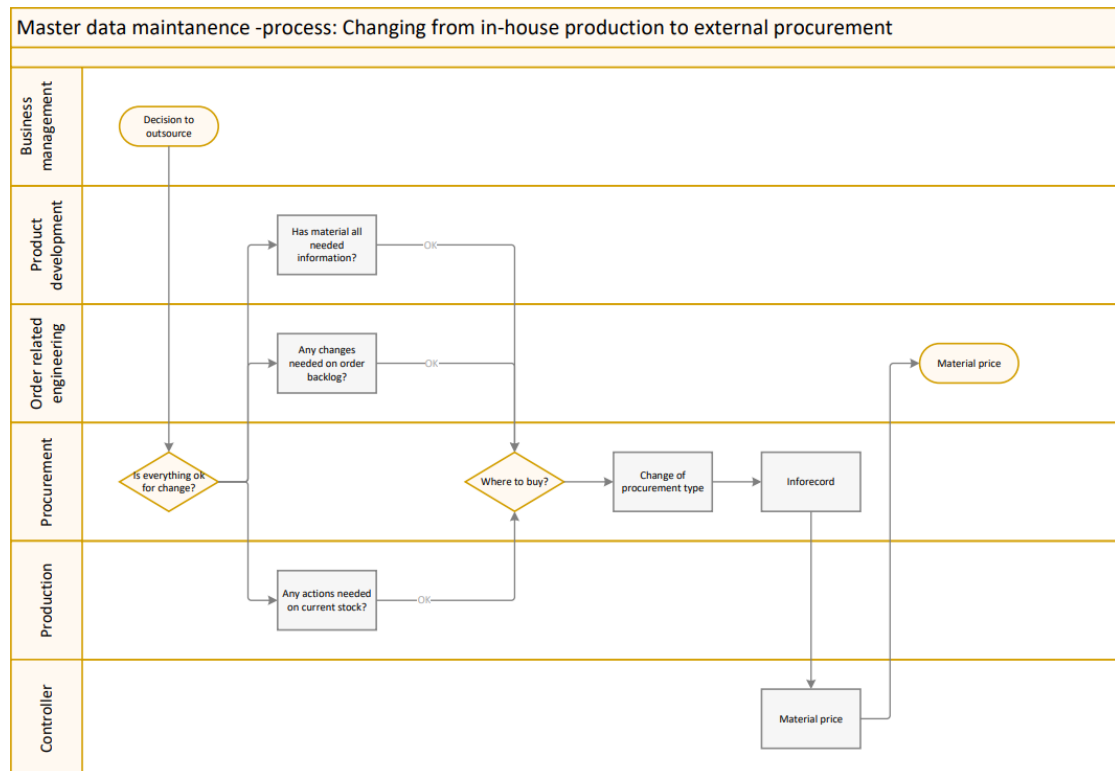 Master data maintanence -process: Changing from in-house production to external procurement
Business
management
Decision to
outsource
Product
development
Has material all
needed
information?
OK
Order related
engineering
Any changes
needed on order
backlog?
OK
Material price
Procurement
Is everything ok
for change?
Where to buy?
Change of
procurement type
Inforecord
Production
Any actions needed
on current stock?
OK
Controller
Material price